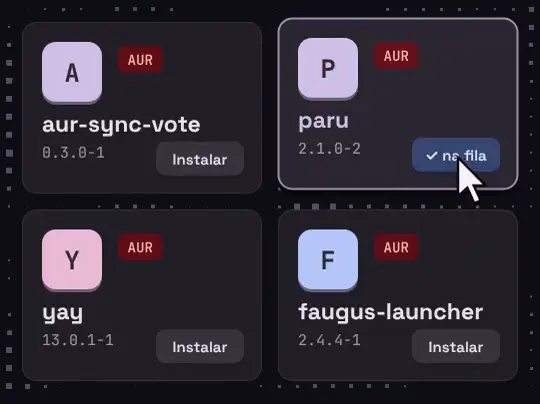 A
AUR
aur-sync-vote
0.3.0-1
Instalar
P
AUR
paru
2.1.0-2
✓ na fila
Y
AUR
yay
13.0.1-1
Instalar
F
AUR
faugus-launcher
2.4.4-1
Instalar